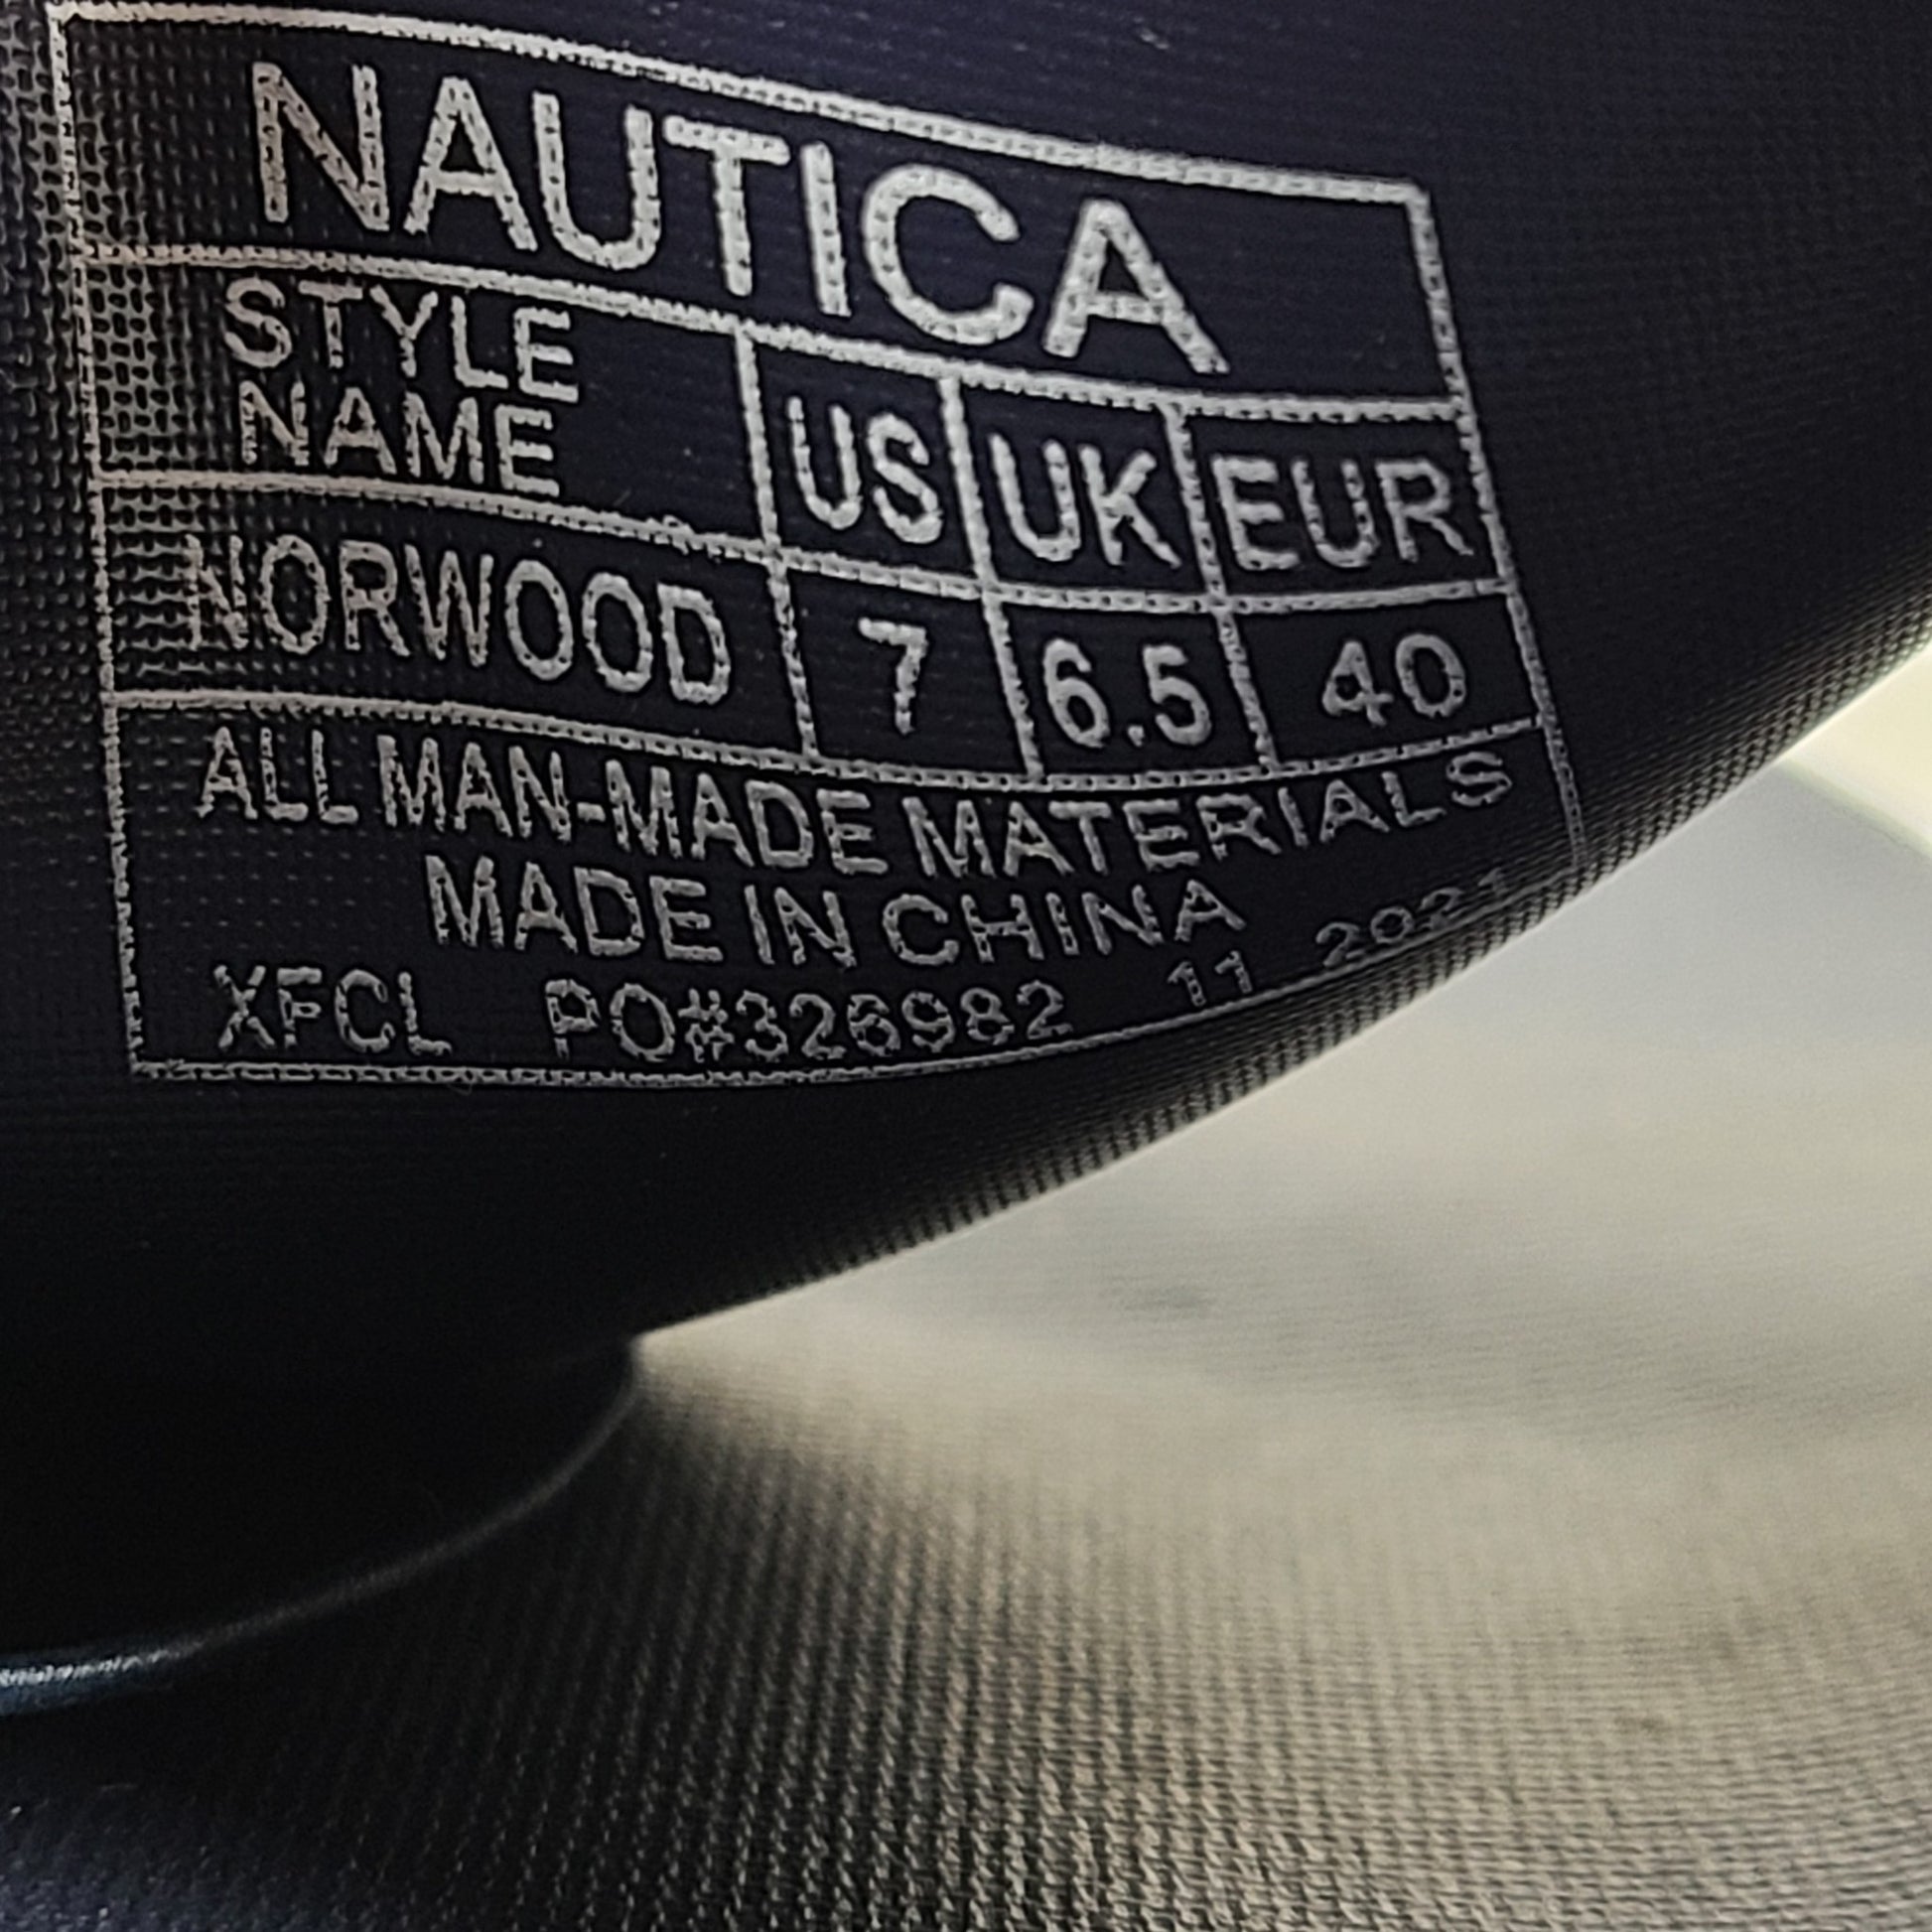 NAUTICA
STYLE NAME US UK EUR
NORWOOD 7 6.5 40
ALL MAN-MADE MATERIALS
MADE IN CHINA
XFCL PO#326982 11 2021